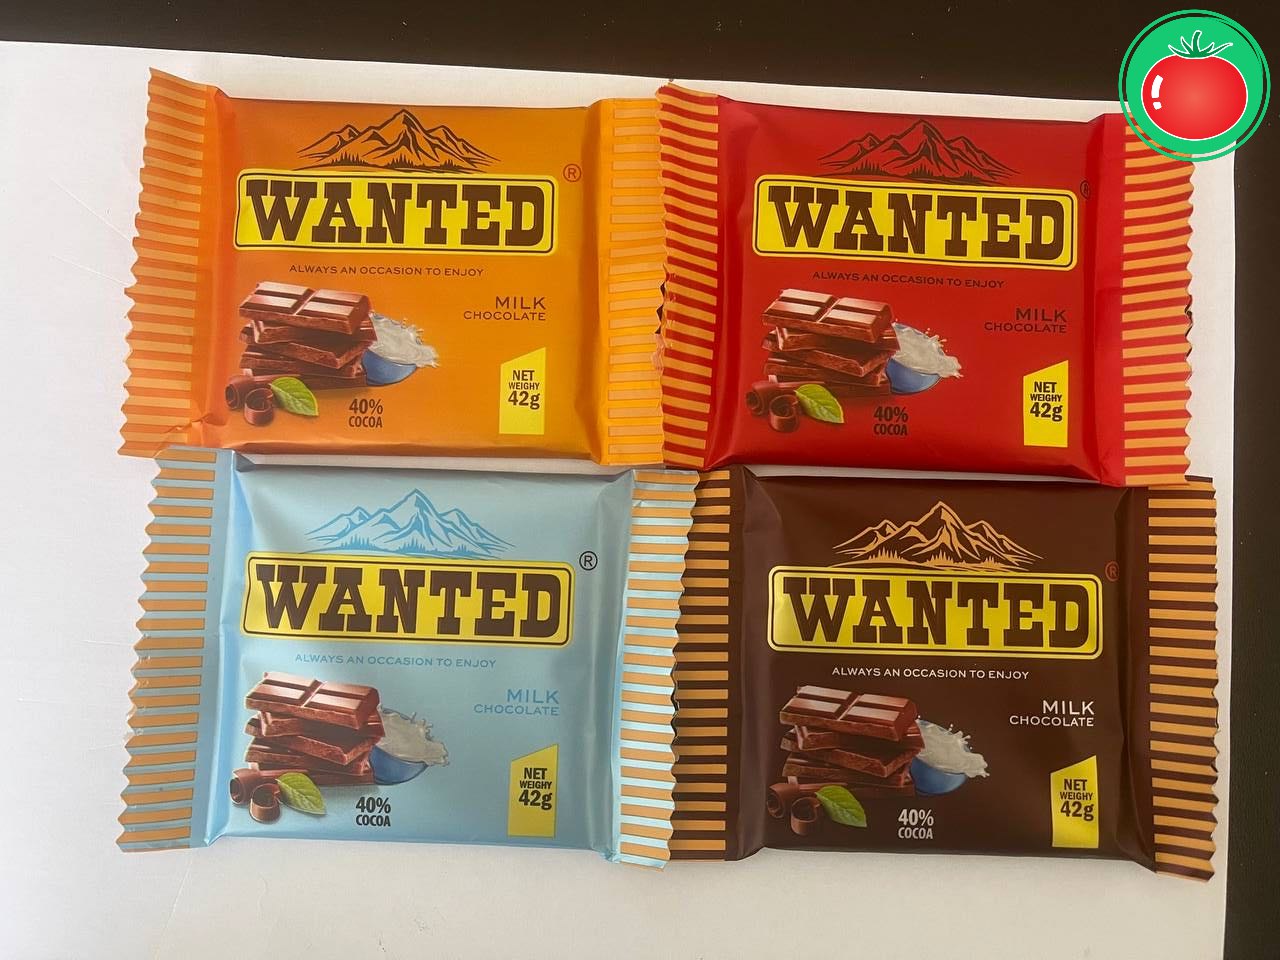 WANTED
®
ALWAYS AN OCCASION TO ENJOY
MILK
CHOCOLATE
NET
WEIGHY
42g
40%
COCOA
WANTED
®
ALWAYS AN OCCASION TO ENJOY
MILK
CHOCOLATE
NET
WEIGHY
42g
40%
COCOA
WANTED
®
ALWAYS AN OCCASION TO ENJOY
MILK
CHOCOLATE
NET
WEIGHY
42g
40%
COCOA
WANTED
®
ALWAYS AN OCCASION TO ENJOY
MILK
CHOCOLATE
NET
WEIGHY
42g
40%
COCOA